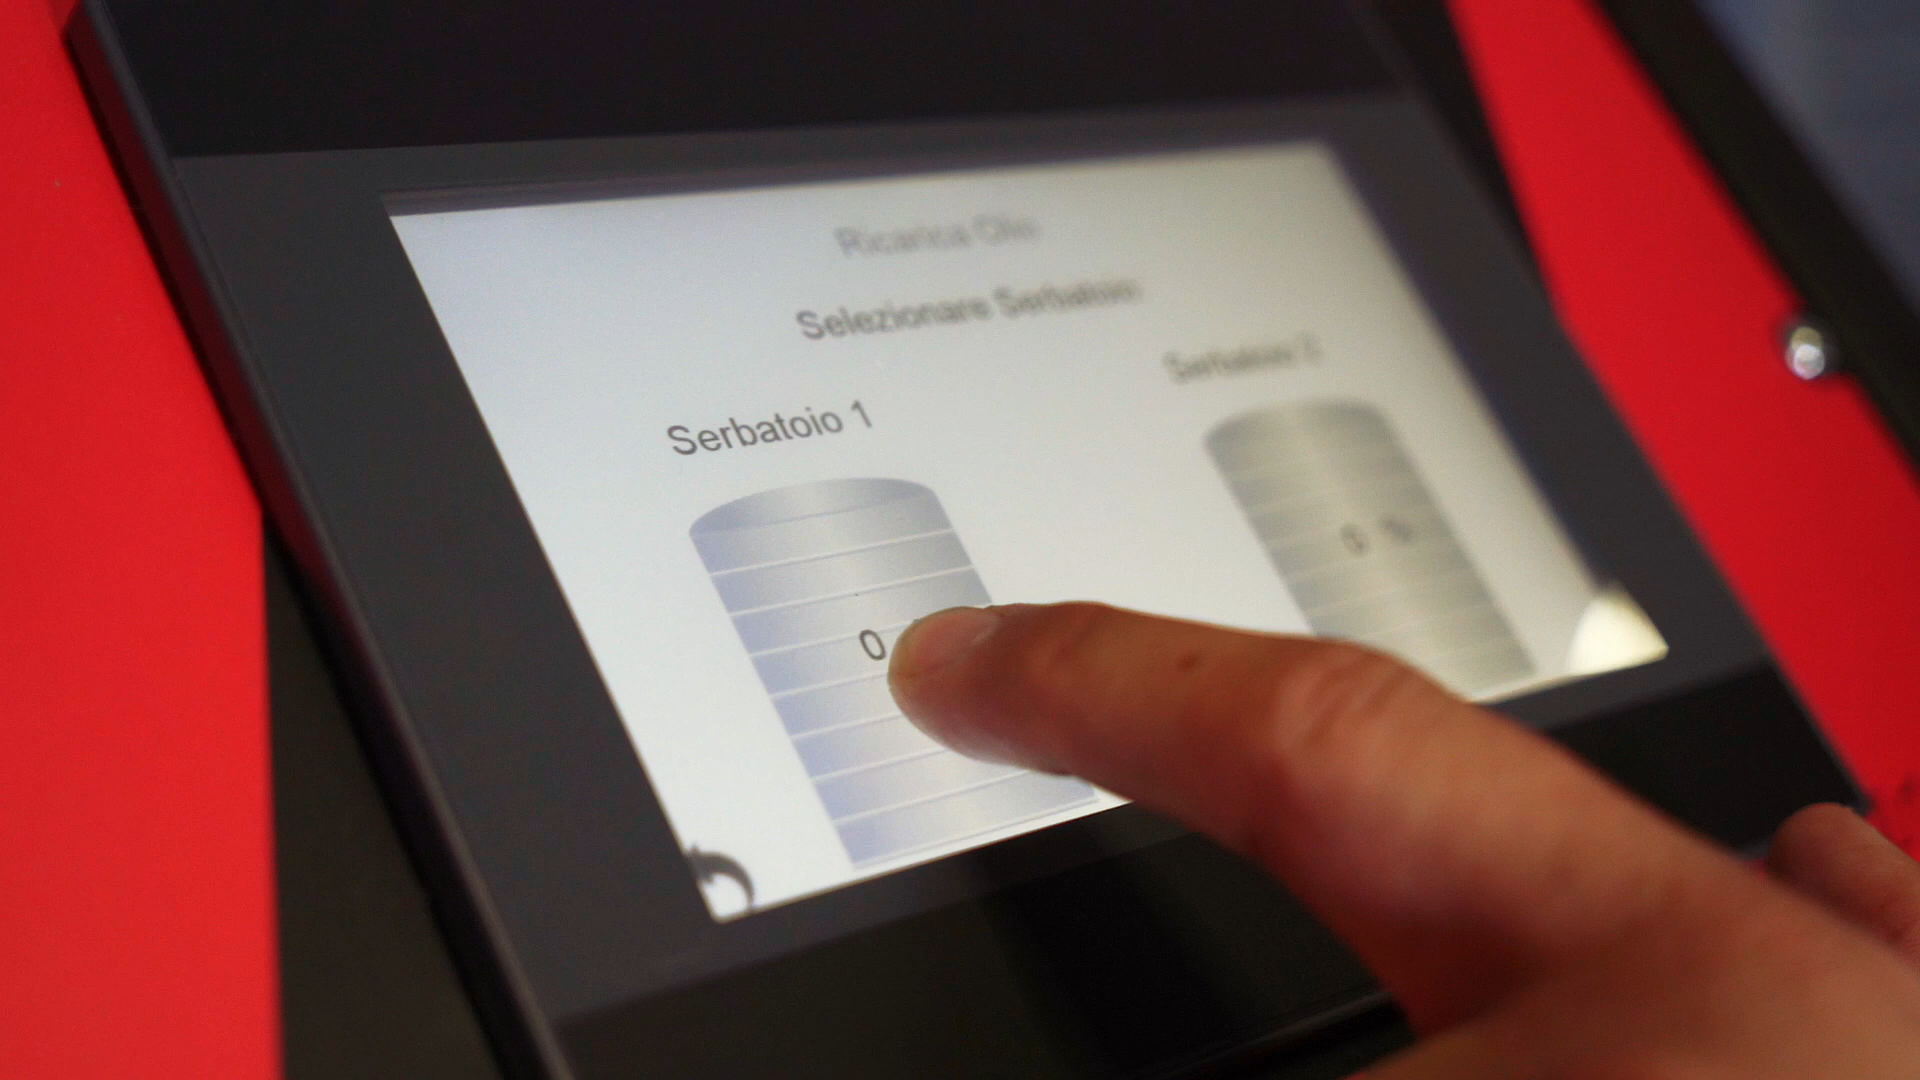 Ricarica Olio
Selezionare Serbatoio
Serbatoio 1
Serbatoio 2
0
0 %